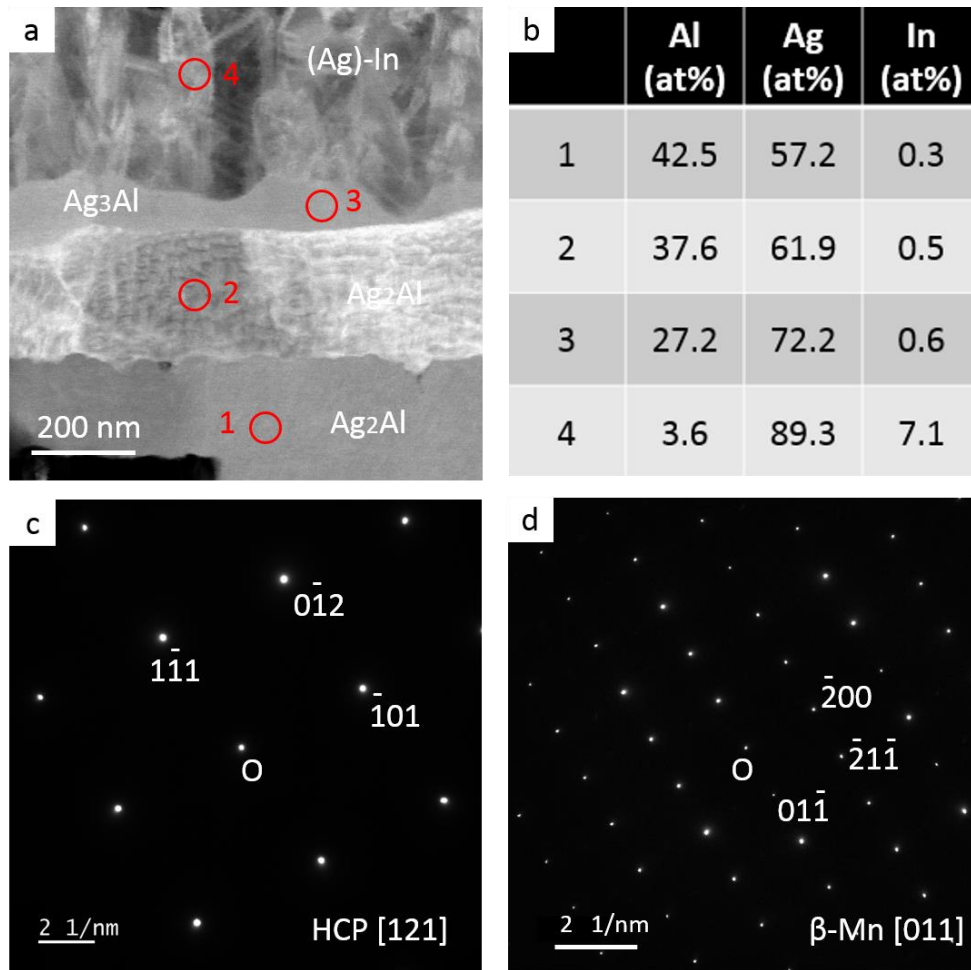 a
4
(Ag)-In
Ag3Al
3
2
Ag2Al
1
Ag2Al
200 nm
b
Al Ag In
(at%) (at%) (at%)
1 42.5 57.2 0.3
2 37.6 61.9 0.5
3 27.2 72.2 0.6
4 3.6 89.3 7.1
c
01̄2
11̄1
1̄01
O
2 1/nm
HCP [121]
d
2̄00
2̄11̄
O
011̄
2 1/nm
β-Mn [011]